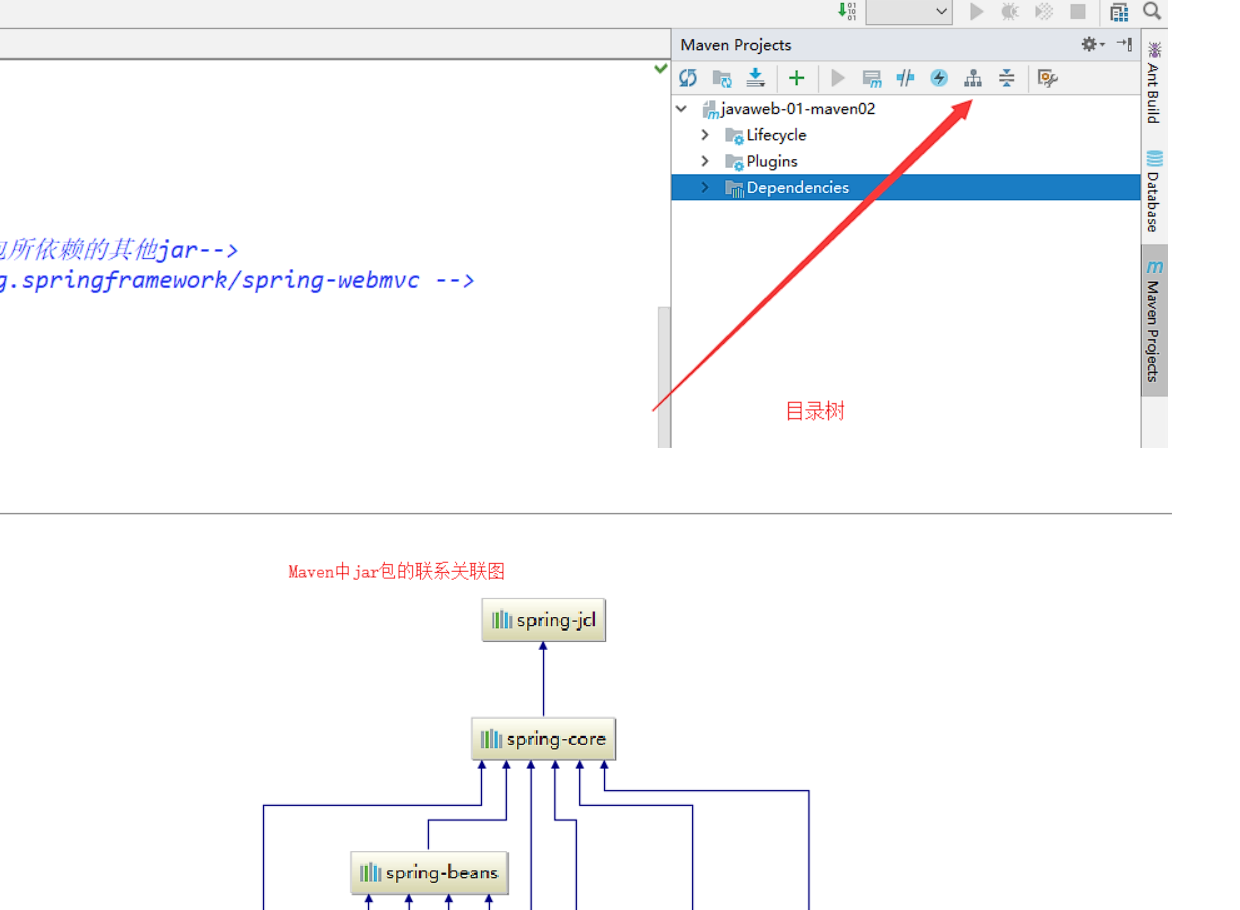 Maven Projects
javaweb-01-maven02
Lifecycle
Plugins
Dependencies
Ant Build
Database
Maven Projects
所依赖的其他jar-->
.springframework/spring-webmvc -->
目录树
Maven中jar包的联系关联图
spring-jcl
spring-core
spring-beans